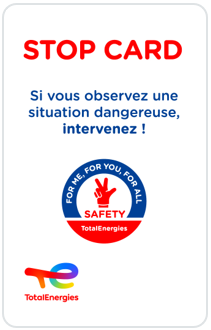 STOP CARD
Si vous observez une
situation dangereuse,
intervenez !
FOR ME, FOR YOU, FOR ALL
SAFETY
TotalEnergies
TotalEnergies